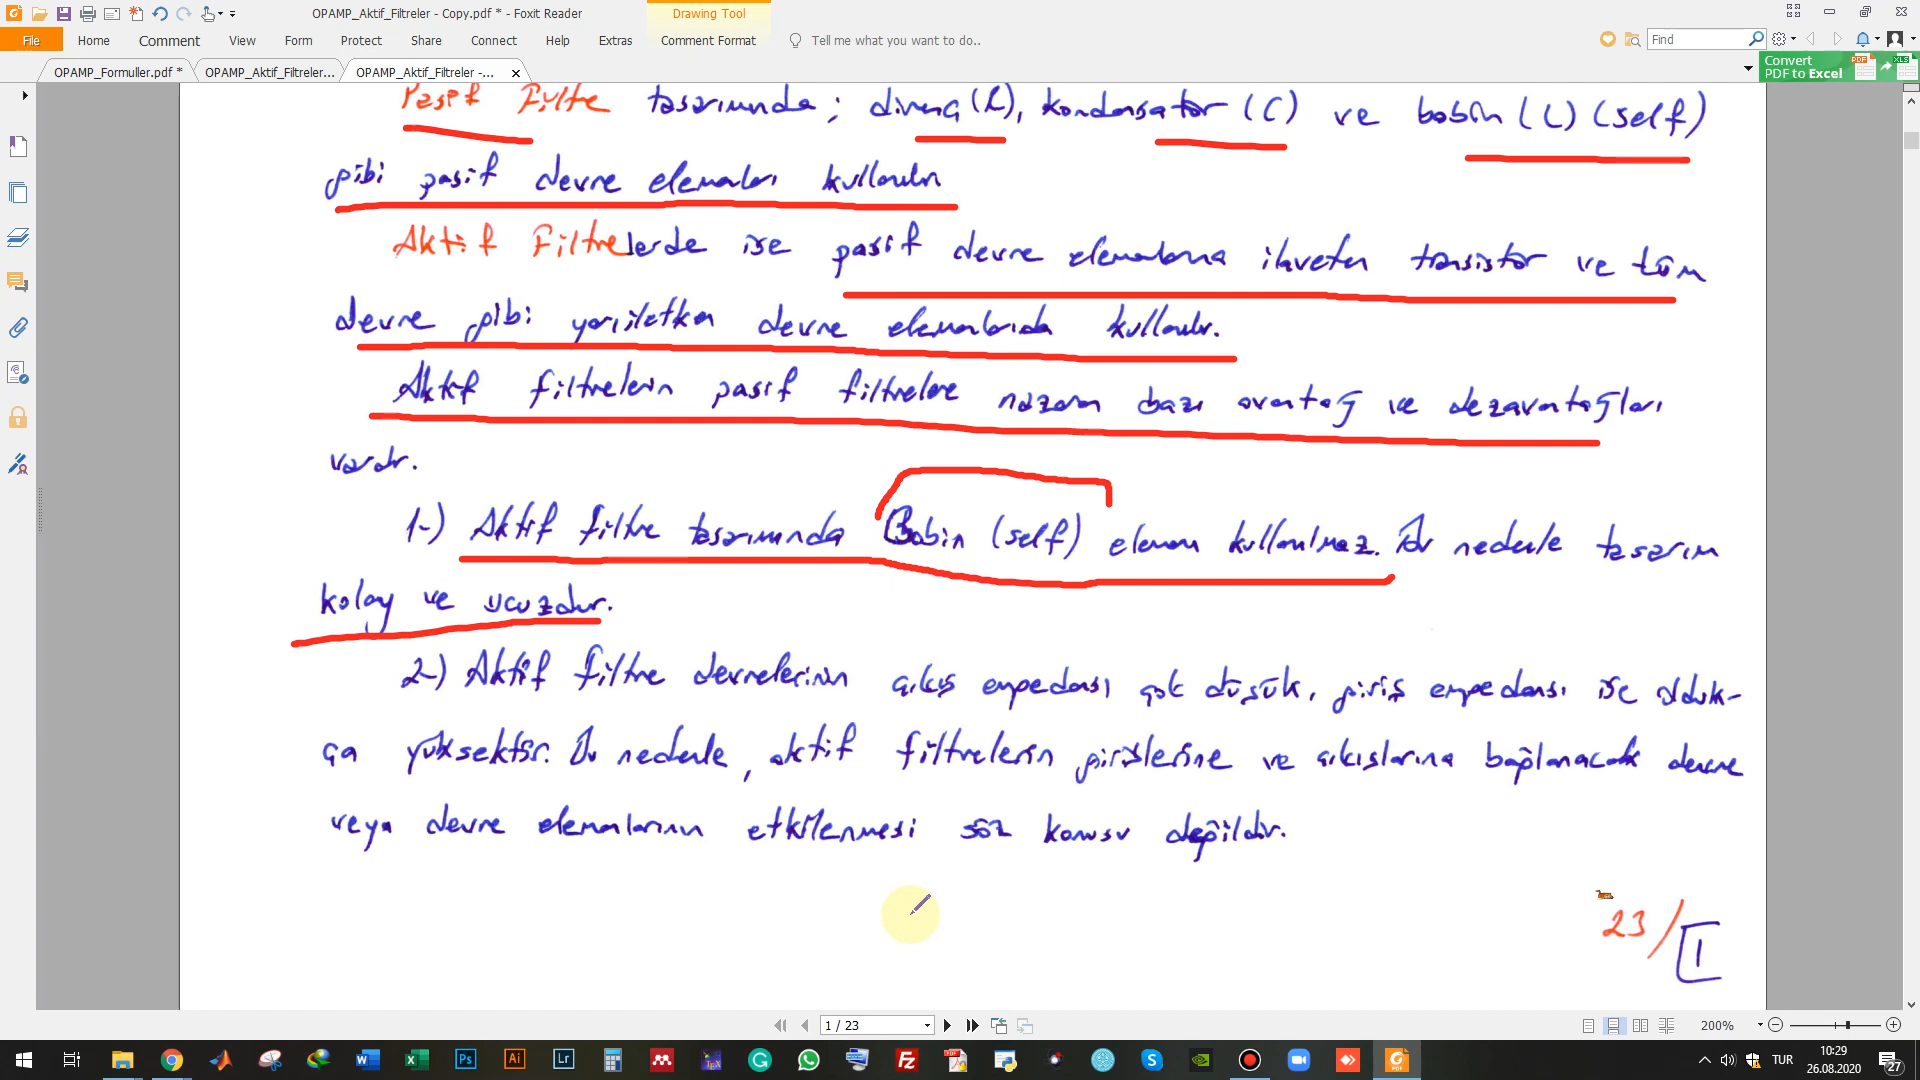 OPAMP_Aktif_Filtreler - Copy.pdf * - Foxit Reader
Drawing Tool
File Home Comment View Form Protect Share Connect Help Extras Comment Format Tell me what you want to do.. Find
OPAMP_Formuller.pdf * OPAMP_Aktif_Filtreler... OPAMP_Aktif_Filtreler -...
Convert
PDF to Excel
Pasif Filtre tasarımında ; direnç (R), kondansatör (C) ve bobin (L) (self)
gibi pasif devre elemanları kullanılır
Aktif Filtrelerde ise pasif devre elemanlarına ilaveten transistör ve tüm
devre gibi yarıiletken devre elemanlarıda kullanılır.
Aktif filtrelerin pasif filtrelere nazaran bazı avantaj ve dezavantajları
vardır.
1-) Aktif filtre tasarımında Bobin (self) elemanı kullanılmaz. Bu nedenle tasarım
kolay ve ucuzdur.
2-) Aktif Filtre devrelerinin çıkış empedansı çok düşük, giriş empedansı ise olduk-
ça yüksektir. Bu nedenle, aktif filtrelerin girişlerine ve çıkışlarına bağlanacak devre
veya devre elemanlarının etkilenmesi söz konusu değildir.
23/1
1 / 23
200%
TUR
10:29
26.08.2020
27